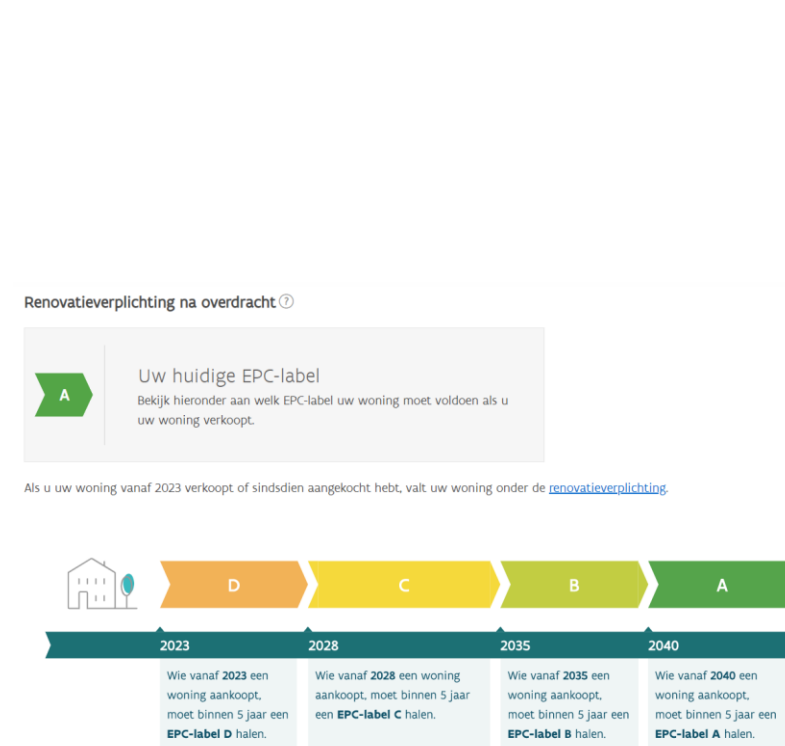 Renovatieverplichting na overdracht ?
A
Uw huidige EPC-label
Bekijk hieronder aan welk EPC-label uw woning moet voldoen als u
uw woning verkoopt.
Als u uw woning vanaf 2023 verkoopt of sindsdien aangekocht hebt, valt uw woning onder de renovatieverplichting.
D
C
B
A
2023
2028
2035
2040
Wie vanaf 2023 een
woning aankoopt,
moet binnen 5 jaar een
EPC-label D halen.
Wie vanaf 2028 een woning
aankoopt, moet binnen 5 jaar
een EPC-label C halen.
Wie vanaf 2035 een
woning aankoopt,
moet binnen 5 jaar een
EPC-label B halen.
Wie vanaf 2040 een
woning aankoopt,
moet binnen 5 jaar een
EPC-label A halen.